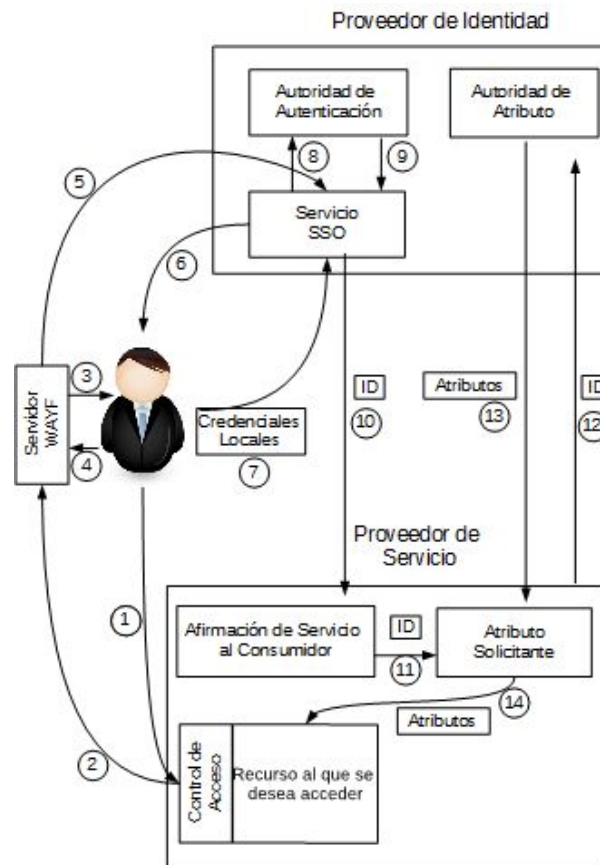 Proveedor de Identidad
Autoridad de
Autenticación
Autoridad de
Atributo
5
8
9
Servicio
SSO
6
3
Servidor
WAYF
4
Credenciales
Locales
7
ID
10
Atributos
13
ID
12
Proveedor de
Servicio
1
Afirmación de Servicio
al Consumidor
ID
11
Atributo
Solicitante
14
Atributos
2
Control de
Acceso
Recurso al que se
desea acceder